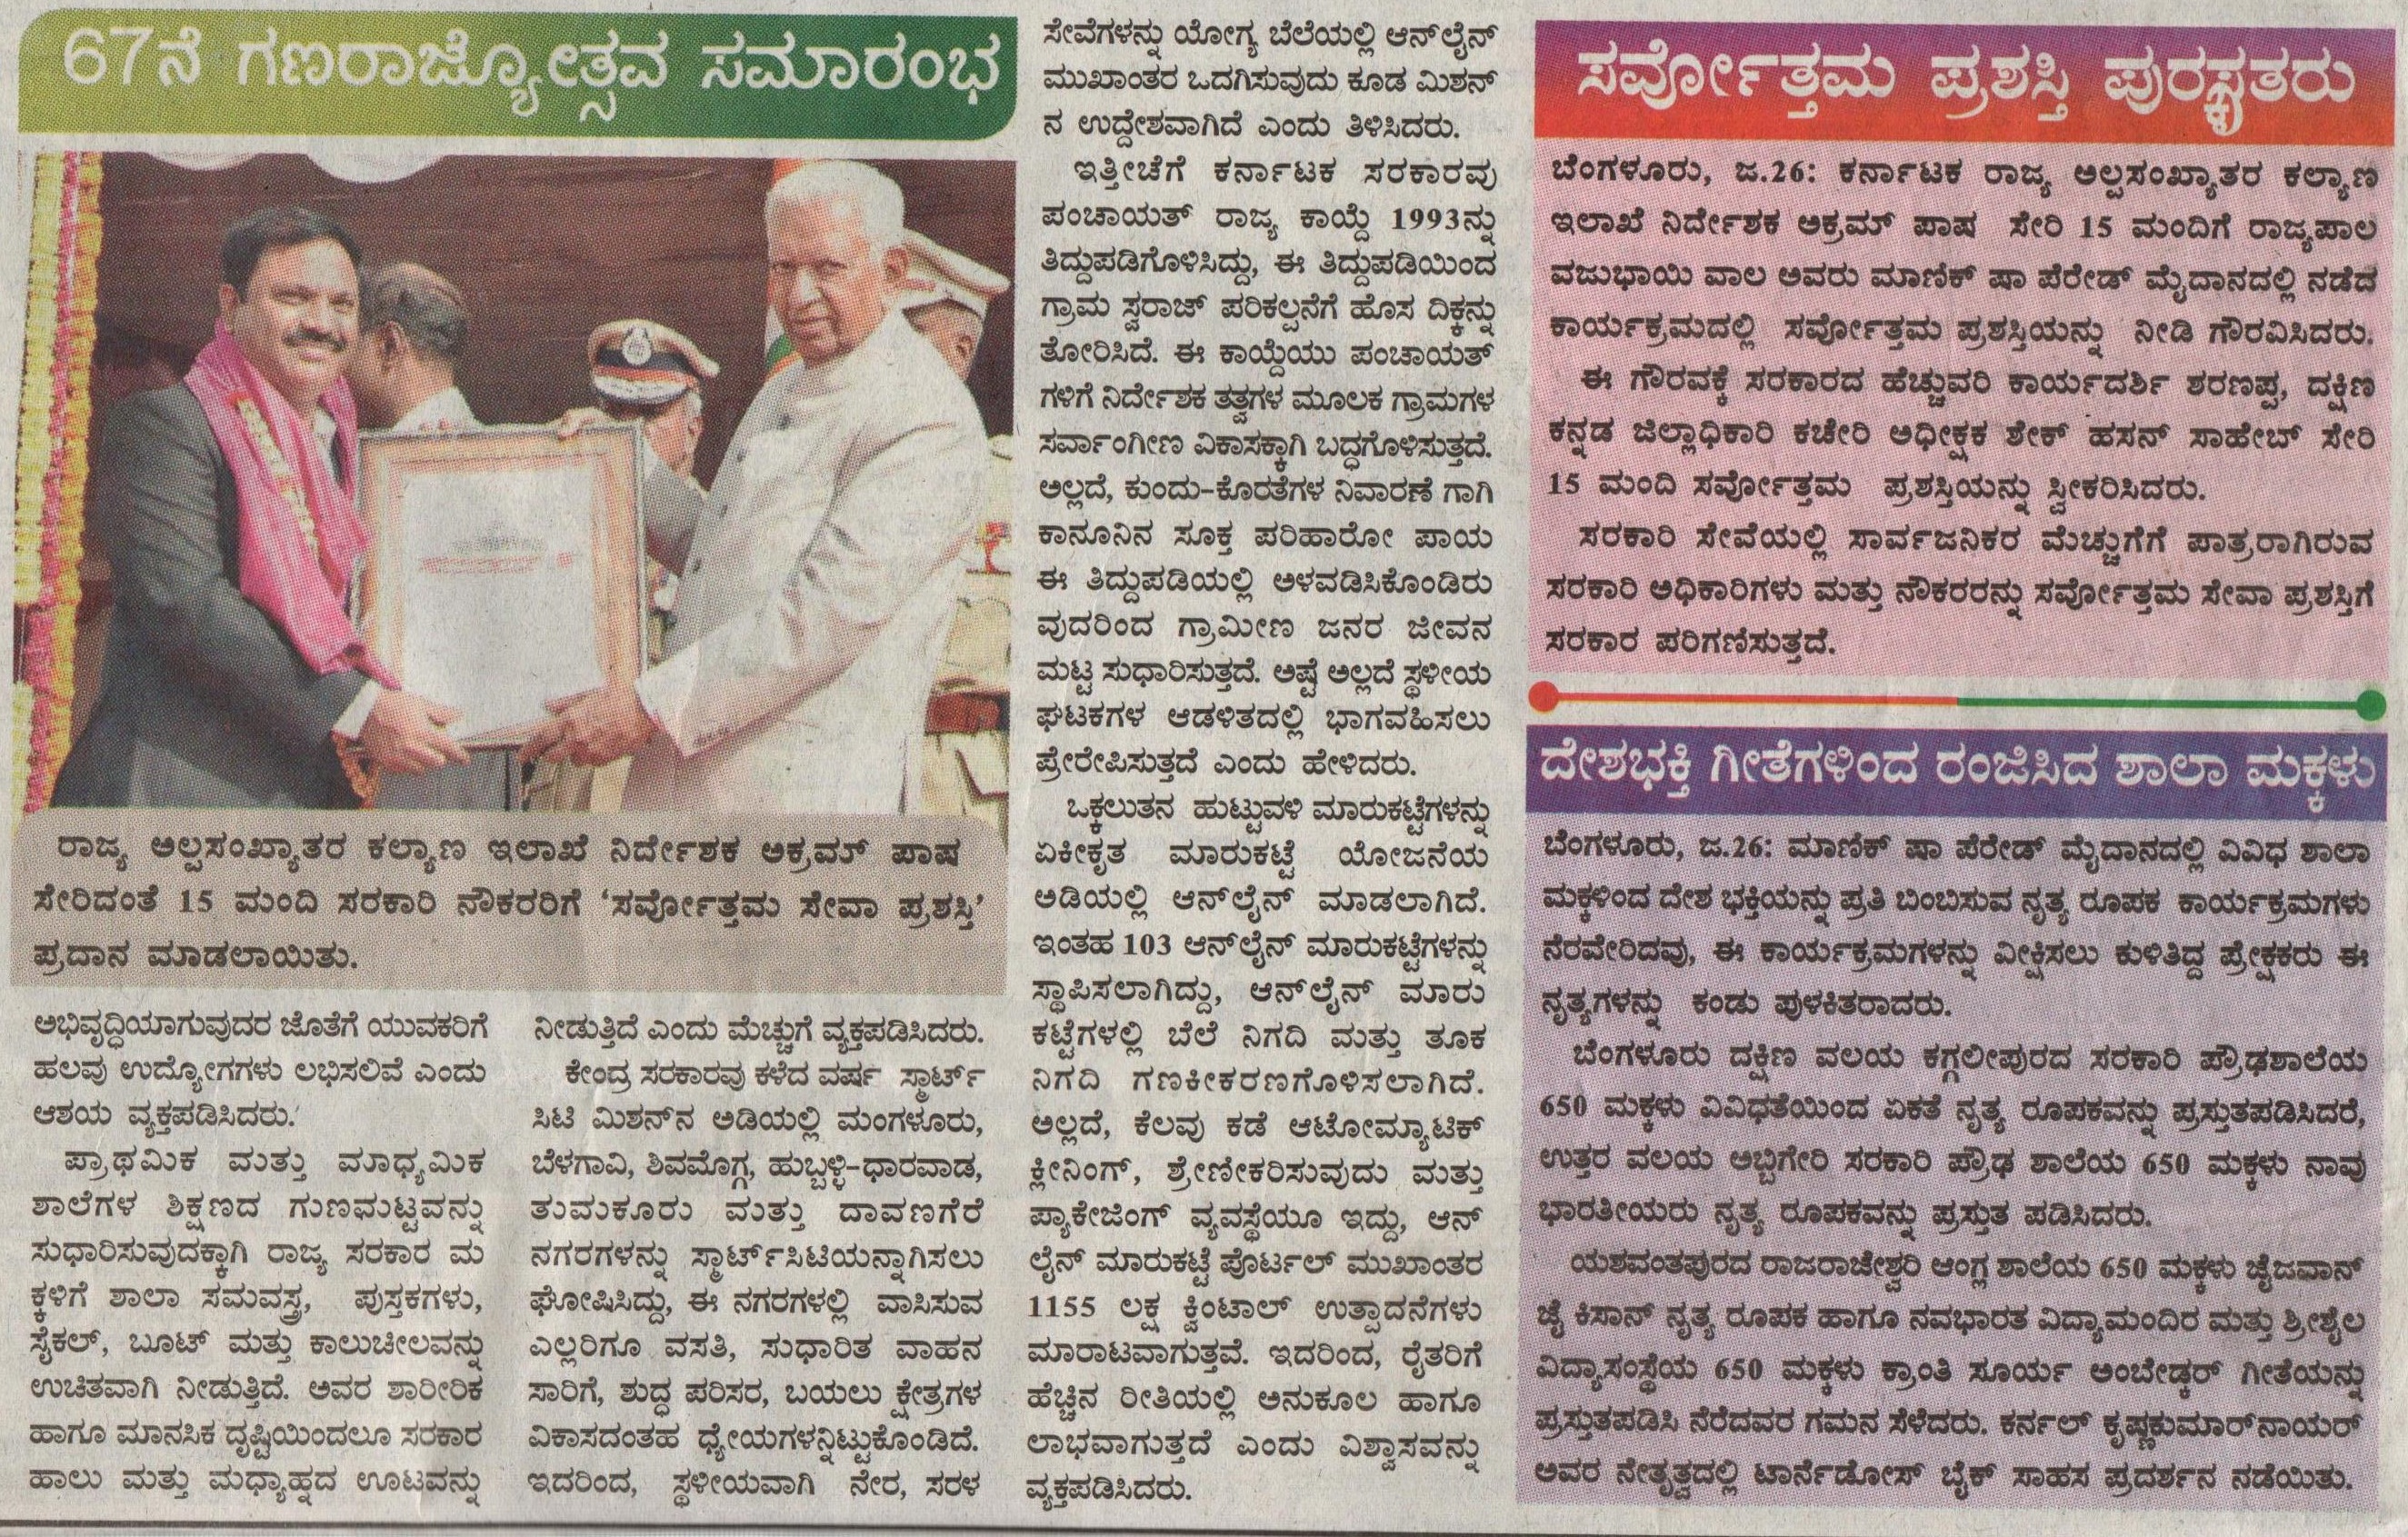 67ನೆ ಗಣರಾಜ್ಯೋತ್ಸವ ಸಮಾರಂಭ
ರಾಜ್ಯ ಅಲ್ಪಸಂಖ್ಯಾತರ ಕಲ್ಯಾಣ ಇಲಾಖೆ ನಿರ್ದೇಶಕ ಅಕ್ರಮ್ ಪಾಷ
ಸೇರಿದಂತೆ 15 ಮಂದಿ ಸರಕಾರಿ ನೌಕರರಿಗೆ ‘ಸರ್ವೋತ್ತಮ ಸೇವಾ ಪ್ರಶಸ್ತಿ’
ಪ್ರದಾನ ಮಾಡಲಾಯಿತು.
ಅಭಿವೃದ್ಧಿಯಾಗುವುದರ ಜೊತೆಗೆ ಯುವಕರಿಗೆ
ಹಲವು ಉದ್ಯೋಗಗಳು ಲಭಿಸಲಿವೆ ಎಂದು
ಆಶಯ ವ್ಯಕ್ತಪಡಿಸಿದರು.
ಪ್ರಾಥಮಿಕ ಮತ್ತು ಮಾಧ್ಯಮಿಕ
ಶಾಲೆಗಳ ಶಿಕ್ಷಣದ ಗುಣಮಟ್ಟವನ್ನು
ಸುಧಾರಿಸುವುದಕ್ಕಾಗಿ ರಾಜ್ಯ ಸರಕಾರ ಮ
ಕ್ಕಳಿಗೆ ಶಾಲಾ ಸಮವಸ್ತ್ರ, ಪುಸ್ತಕಗಳು,
ಸೈಕಲ್, ಬೂಟ್ ಮತ್ತು ಕಾಲುಚೀಲವನ್ನು
ಉಚಿತವಾಗಿ ನೀಡುತ್ತಿದೆ. ಅವರ ಶಾರೀರಿಕ
ಹಾಗೂ ಮಾನಸಿಕ ದೃಷ್ಟಿಯಿಂದಲೂ ಸರಕಾರ
ಹಾಲು ಮತ್ತು ಮಧ್ಯಾಹ್ನದ ಊಟವನ್ನು
ನೀಡುತ್ತಿದೆ ಎಂದು ಮೆಚ್ಚುಗೆ ವ್ಯಕ್ತಪಡಿಸಿದರು.
ಕೇಂದ್ರ ಸರಕಾರವು ಕಳೆದ ವರ್ಷ ಸ್ಮಾರ್ಟ್
ಸಿಟಿ ಮಿಶನ್‌ನ ಅಡಿಯಲ್ಲಿ ಮಂಗಳೂರು,
ಬೆಳಗಾವಿ, ಶಿವಮೊಗ್ಗ, ಹುಬ್ಬಳ್ಳಿ-ಧಾರವಾಡ,
ತುಮಕೂರು ಮತ್ತು ದಾವಣಗೆರೆ
ನಗರಗಳನ್ನು ಸ್ಮಾರ್ಟ್‌ಸಿಟಿಯನ್ನಾಗಿಸಲು
ಘೋಷಿಸಿದ್ದು, ಈ ನಗರಗಳಲ್ಲಿ ವಾಸಿಸುವ
ಎಲ್ಲರಿಗೂ ವಸತಿ, ಸುಧಾರಿತ ವಾಹನ
ಸಾರಿಗೆ, ಶುದ್ಧ ಪರಿಸರ, ಬಯಲು ಕ್ಷೇತ್ರಗಳ
ವಿಕಾಸದಂತಹ ಧ್ಯೇಯಗಳನ್ನಿಟ್ಟುಕೊಂಡಿದೆ.
ಇದರಿಂದ, ಸ್ಥಳೀಯವಾಗಿ ನೇರ, ಸರಳ
ಸೇವೆಗಳನ್ನು ಯೋಗ್ಯ ಬೆಲೆಯಲ್ಲಿ ಆನ್‌ಲೈನ್
ಮುಖಾಂತರ ಒದಗಿಸುವುದು ಕೂಡ ಮಿಶನ್
ನ ಉದ್ದೇಶವಾಗಿದೆ ಎಂದು ತಿಳಿಸಿದರು.
ಇತ್ತೀಚೆಗೆ ಕರ್ನಾಟಕ ಸರಕಾರವು
ಪಂಚಾಯತ್ ರಾಜ್ಯ ಕಾಯ್ದೆ 1993ನ್ನು
ತಿದ್ದುಪಡಿಗೊಳಿಸಿದ್ದು, ಈ ತಿದ್ದುಪಡಿಯಿಂದ
ಗ್ರಾಮ ಸ್ವರಾಜ್ ಪರಿಕಲ್ಪನೆಗೆ ಹೊಸ ದಿಕ್ಕನ್ನು
ತೋರಿಸಿದೆ. ಈ ಕಾಯ್ದೆಯು ಪಂಚಾಯತ್
ಗಳಿಗೆ ನಿರ್ದೇಶಕ ತತ್ವಗಳ ಮೂಲಕ ಗ್ರಾಮಗಳ
ಸರ್ವಾಂಗೀಣ ವಿಕಾಸಕ್ಕಾಗಿ ಬದ್ಧಗೊಳಿಸುತ್ತದೆ.
ಅಲ್ಲದೆ, ಕುಂದು-ಕೊರತೆಗಳ ನಿವಾರಣೆ ಗಾಗಿ
ಕಾನೂನಿನ ಸೂಕ್ತ ಪರಿಹಾರೋ ಪಾಯ
ಈ ತಿದ್ದುಪಡಿಯಲ್ಲಿ ಅಳವಡಿಸಿಕೊಂಡಿರು
ವುದರಿಂದ ಗ್ರಾಮೀಣ ಜನರ ಜೀವನ
ಮಟ್ಟ ಸುಧಾರಿಸುತ್ತದೆ. ಅಷ್ಟೆ ಅಲ್ಲದೆ ಸ್ಥಳೀಯ
ಘಟಕಗಳ ಆಡಳಿತದಲ್ಲಿ ಭಾಗವಹಿಸಲು
ಪ್ರೇರೇಪಿಸುತ್ತದೆ ಎಂದು ಹೇಳಿದರು.
ಒಕ್ಕಲುತನ ಹುಟ್ಟುವಳಿ ಮಾರುಕಟ್ಟೆಗಳನ್ನು
ಏಕೀಕೃತ ಮಾರುಕಟ್ಟೆ ಯೋಜನೆಯ
ಅಡಿಯಲ್ಲಿ ಆನ್‌ಲೈನ್ ಮಾಡಲಾಗಿದೆ.
ಇಂತಹ 103 ಆನ್‌ಲೈನ್ ಮಾರುಕಟ್ಟೆಗಳನ್ನು
ಸ್ಥಾಪಿಸಲಾಗಿದ್ದು, ಆನ್‌ಲೈನ್ ಮಾರು
ಕಟ್ಟೆಗಳಲ್ಲಿ ಬೆಲೆ ನಿಗದಿ ಮತ್ತು ತೂಕ
ನಿಗದಿ ಗಣಕೀಕರಣಗೊಳಿಸಲಾಗಿದೆ.
ಅಲ್ಲದೆ, ಕೆಲವು ಕಡೆ ಆಟೋಮ್ಯಾಟಿಕ್
ಕ್ಲೀನಿಂಗ್, ಶ್ರೇಣೀಕರಿಸುವುದು ಮತ್ತು
ಪ್ಯಾಕೇಜಿಂಗ್ ವ್ಯವಸ್ಥೆಯೂ ಇದ್ದು, ಆನ್
ಲೈನ್ ಮಾರುಕಟ್ಟೆ ಪೊರ್ಟಲ್ ಮುಖಾಂತರ
1155 ಲಕ್ಷ ಕ್ವಿಂಟಾಲ್ ಉತ್ಪಾದನೆಗಳು
ಮಾರಾಟವಾಗುತ್ತವೆ. ಇದರಿಂದ, ರೈತರಿಗೆ
ಹೆಚ್ಚಿನ ರೀತಿಯಲ್ಲಿ ಅನುಕೂಲ ಹಾಗೂ
ಲಾಭವಾಗುತ್ತದೆ ಎಂದು ವಿಶ್ವಾಸವನ್ನು
ವ್ಯಕ್ತಪಡಿಸಿದರು.
ಸರ್ವೋತ್ತಮ ಪ್ರಶಸ್ತಿ ಪುರಸ್ಕೃತರು
ಬೆಂಗಳೂರು, ಜ.26: ಕರ್ನಾಟಕ ರಾಜ್ಯ ಅಲ್ಪಸಂಖ್ಯಾತರ ಕಲ್ಯಾಣ
ಇಲಾಖೆ ನಿರ್ದೇಶಕ ಅಕ್ರಮ್ ಪಾಷ ಸೇರಿ 15 ಮಂದಿಗೆ ರಾಜ್ಯಪಾಲ
ವಜುಭಾಯಿ ವಾಲ ಅವರು ಮಾಣಿಕ್ ಷಾ ಪೆರೇಡ್ ಮೈದಾನದಲ್ಲಿ ನಡೆದ
ಕಾರ್ಯಕ್ರಮದಲ್ಲಿ ಸರ್ವೋತ್ತಮ ಪ್ರಶಸ್ತಿಯನ್ನು ನೀಡಿ ಗೌರವಿಸಿದರು.
ಈ ಗೌರವಕ್ಕೆ ಸರಕಾರದ ಹೆಚ್ಚುವರಿ ಕಾರ್ಯದರ್ಶಿ ಶರಣಪ್ಪ, ದಕ್ಷಿಣ
ಕನ್ನಡ ಜಿಲ್ಲಾಧಿಕಾರಿ ಕಚೇರಿ ಅಧೀಕ್ಷಕ ಶೇಕ್ ಹಸನ್ ಸಾಹೇಬ್ ಸೇರಿ
15 ಮಂದಿ ಸರ್ವೋತ್ತಮ ಪ್ರಶಸ್ತಿಯನ್ನು ಸ್ವೀಕರಿಸಿದರು.
ಸರಕಾರಿ ಸೇವೆಯಲ್ಲಿ ಸಾರ್ವಜನಿಕರ ಮೆಚ್ಚುಗೆಗೆ ಪಾತ್ರರಾಗಿರುವ
ಸರಕಾರಿ ಅಧಿಕಾರಿಗಳು ಮತ್ತು ನೌಕರರನ್ನು ಸರ್ವೋತ್ತಮ ಸೇವಾ ಪ್ರಶಸ್ತಿಗೆ
ಸರಕಾರ ಪರಿಗಣಿಸುತ್ತದೆ.
ದೇಶಭಕ್ತಿ ಗೀತೆಗಳಿಂದ ರಂಜಿಸಿದ ಶಾಲಾ ಮಕ್ಕಳು
ಬೆಂಗಳೂರು, ಜ.26: ಮಾಣಿಕ್ ಷಾ ಪೆರೇಡ್ ಮೈದಾನದಲ್ಲಿ ವಿವಿಧ ಶಾಲಾ
ಮಕ್ಕಳಿಂದ ದೇಶ ಭಕ್ತಿಯನ್ನು ಪ್ರತಿ ಬಿಂಬಿಸುವ ನೃತ್ಯ ರೂಪಕ ಕಾರ್ಯಕ್ರಮಗಳು
ನೆರವೇರಿದವು, ಈ ಕಾರ್ಯಕ್ರಮಗಳನ್ನು ವೀಕ್ಷಿಸಲು ಕುಳಿತಿದ್ದ ಪ್ರೇಕ್ಷಕರು ಈ
ನೃತ್ಯಗಳನ್ನು ಕಂಡು ಪುಳಕಿತರಾದರು.
ಬೆಂಗಳೂರು ದಕ್ಷಿಣ ವಲಯ ಕಗ್ಗಲೀಪುರದ ಸರಕಾರಿ ಪ್ರೌಢಶಾಲೆಯ
650 ಮಕ್ಕಳು ವಿವಿಧತೆಯಿಂದ ಏಕತೆ ನೃತ್ಯ ರೂಪಕವನ್ನು ಪ್ರಸ್ತುತಪಡಿಸಿದರೆ,
ಉತ್ತರ ವಲಯ ಅಬ್ಬಿಗೇರಿ ಸರಕಾರಿ ಪ್ರೌಢ ಶಾಲೆಯ 650 ಮಕ್ಕಳು ನಾವು
ಭಾರತೀಯರು ನೃತ್ಯ ರೂಪಕವನ್ನು ಪ್ರಸ್ತುತ ಪಡಿಸಿದರು.
ಯಶವಂತಪುರದ ರಾಜರಾಜೇಶ್ವರಿ ಆಂಗ್ಲ ಶಾಲೆಯ 650 ಮಕ್ಕಳು ಜೈಜವಾನ್
ಜೈ ಕಿಸಾನ್ ನೃತ್ಯ ರೂಪಕ ಹಾಗೂ ನವಭಾರತ ವಿದ್ಯಾಮಂದಿರ ಮತ್ತು ಶ್ರೀಶೈಲ
ವಿದ್ಯಾಸಂಸ್ಥೆಯ 650 ಮಕ್ಕಳು ಕ್ರಾಂತಿ ಸೂರ್ಯ ಅಂಬೇಡ್ಕರ್ ಗೀತೆಯನ್ನು
ಪ್ರಸ್ತುತಪಡಿಸಿ ನೆರೆದವರ ಗಮನ ಸೆಳೆದರು. ಕರ್ನಲ್ ಕೃಷ್ಣಕುಮಾರ್‌ನಾಯರ್
ಅವರ ನೇತೃತ್ವದಲ್ಲಿ ಟಾರ್ನೆಡೋಸ್ ಬೈಕ್ ಸಾಹಸ ಪ್ರದರ್ಶನ ನಡೆಯಿತು.